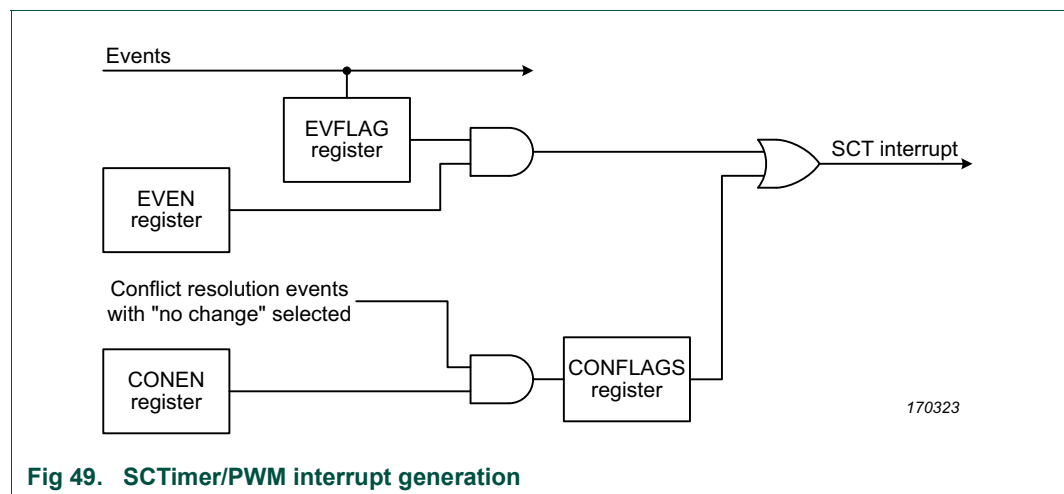 Events
EVFLAG
register
SCT interrupt
EVEN
register
Conflict resolution events
with "no change" selected
CONEN
register
CONFLAGS
register
170323
Fig 49. SCTimer/PWM interrupt generation